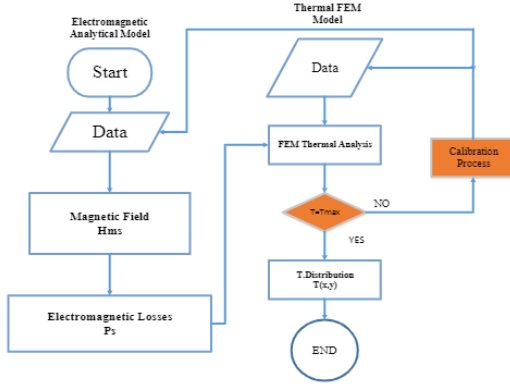 Electromagnetic
Analytical Model
Start
Data
Magnetic Field
Hms
Electromagnetic Losses
Ps
Thermal FEM
Model
Data
FEM Thermal Analysis
T=Tmax
NO
YES
Calibration
Process
T.Distribution
T(x,y)
END